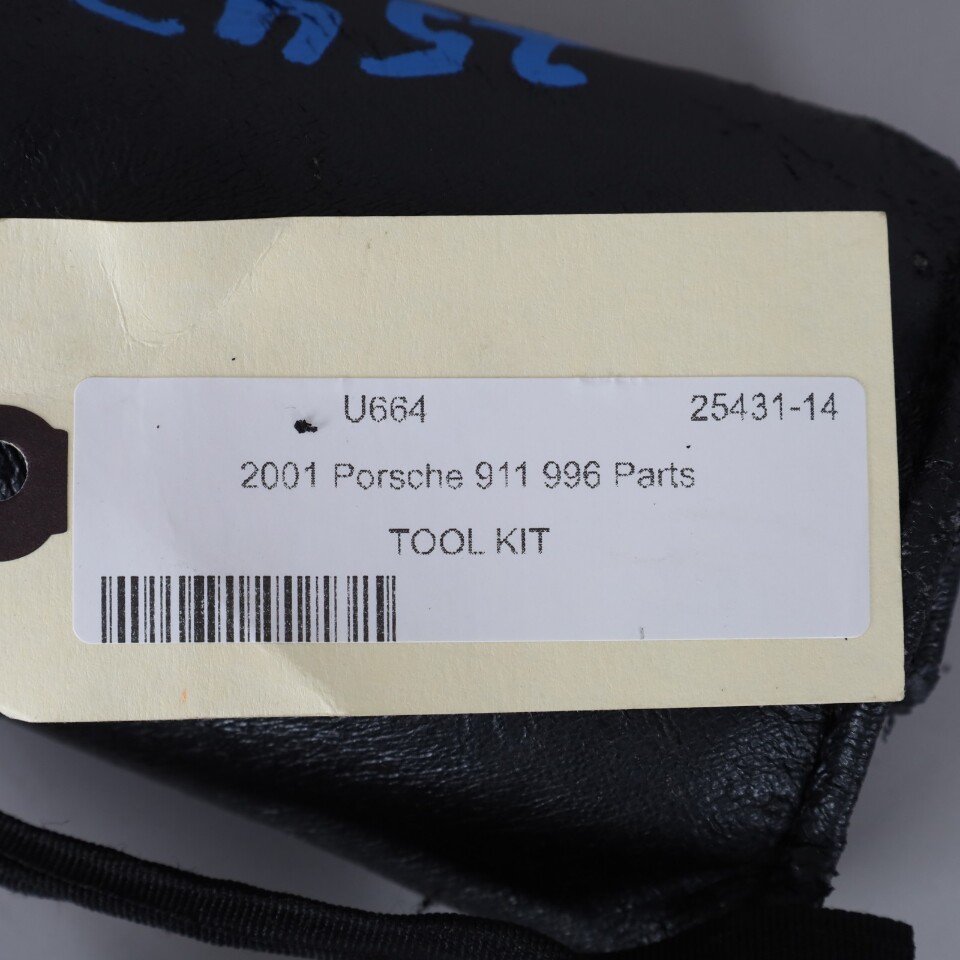 U664 25431-14
2001 Porsche 911 996 Parts
TOOL KIT